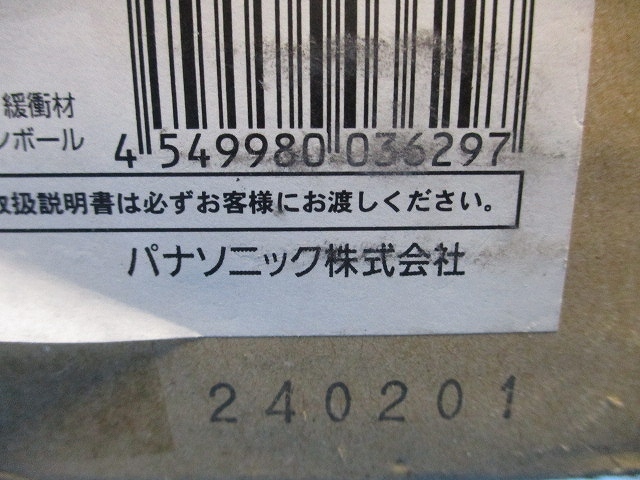 緩衝材
ンボール
4 549980 036297
取扱説明書は必ずお客様にお渡しください。
パナソニック株式会社
240201